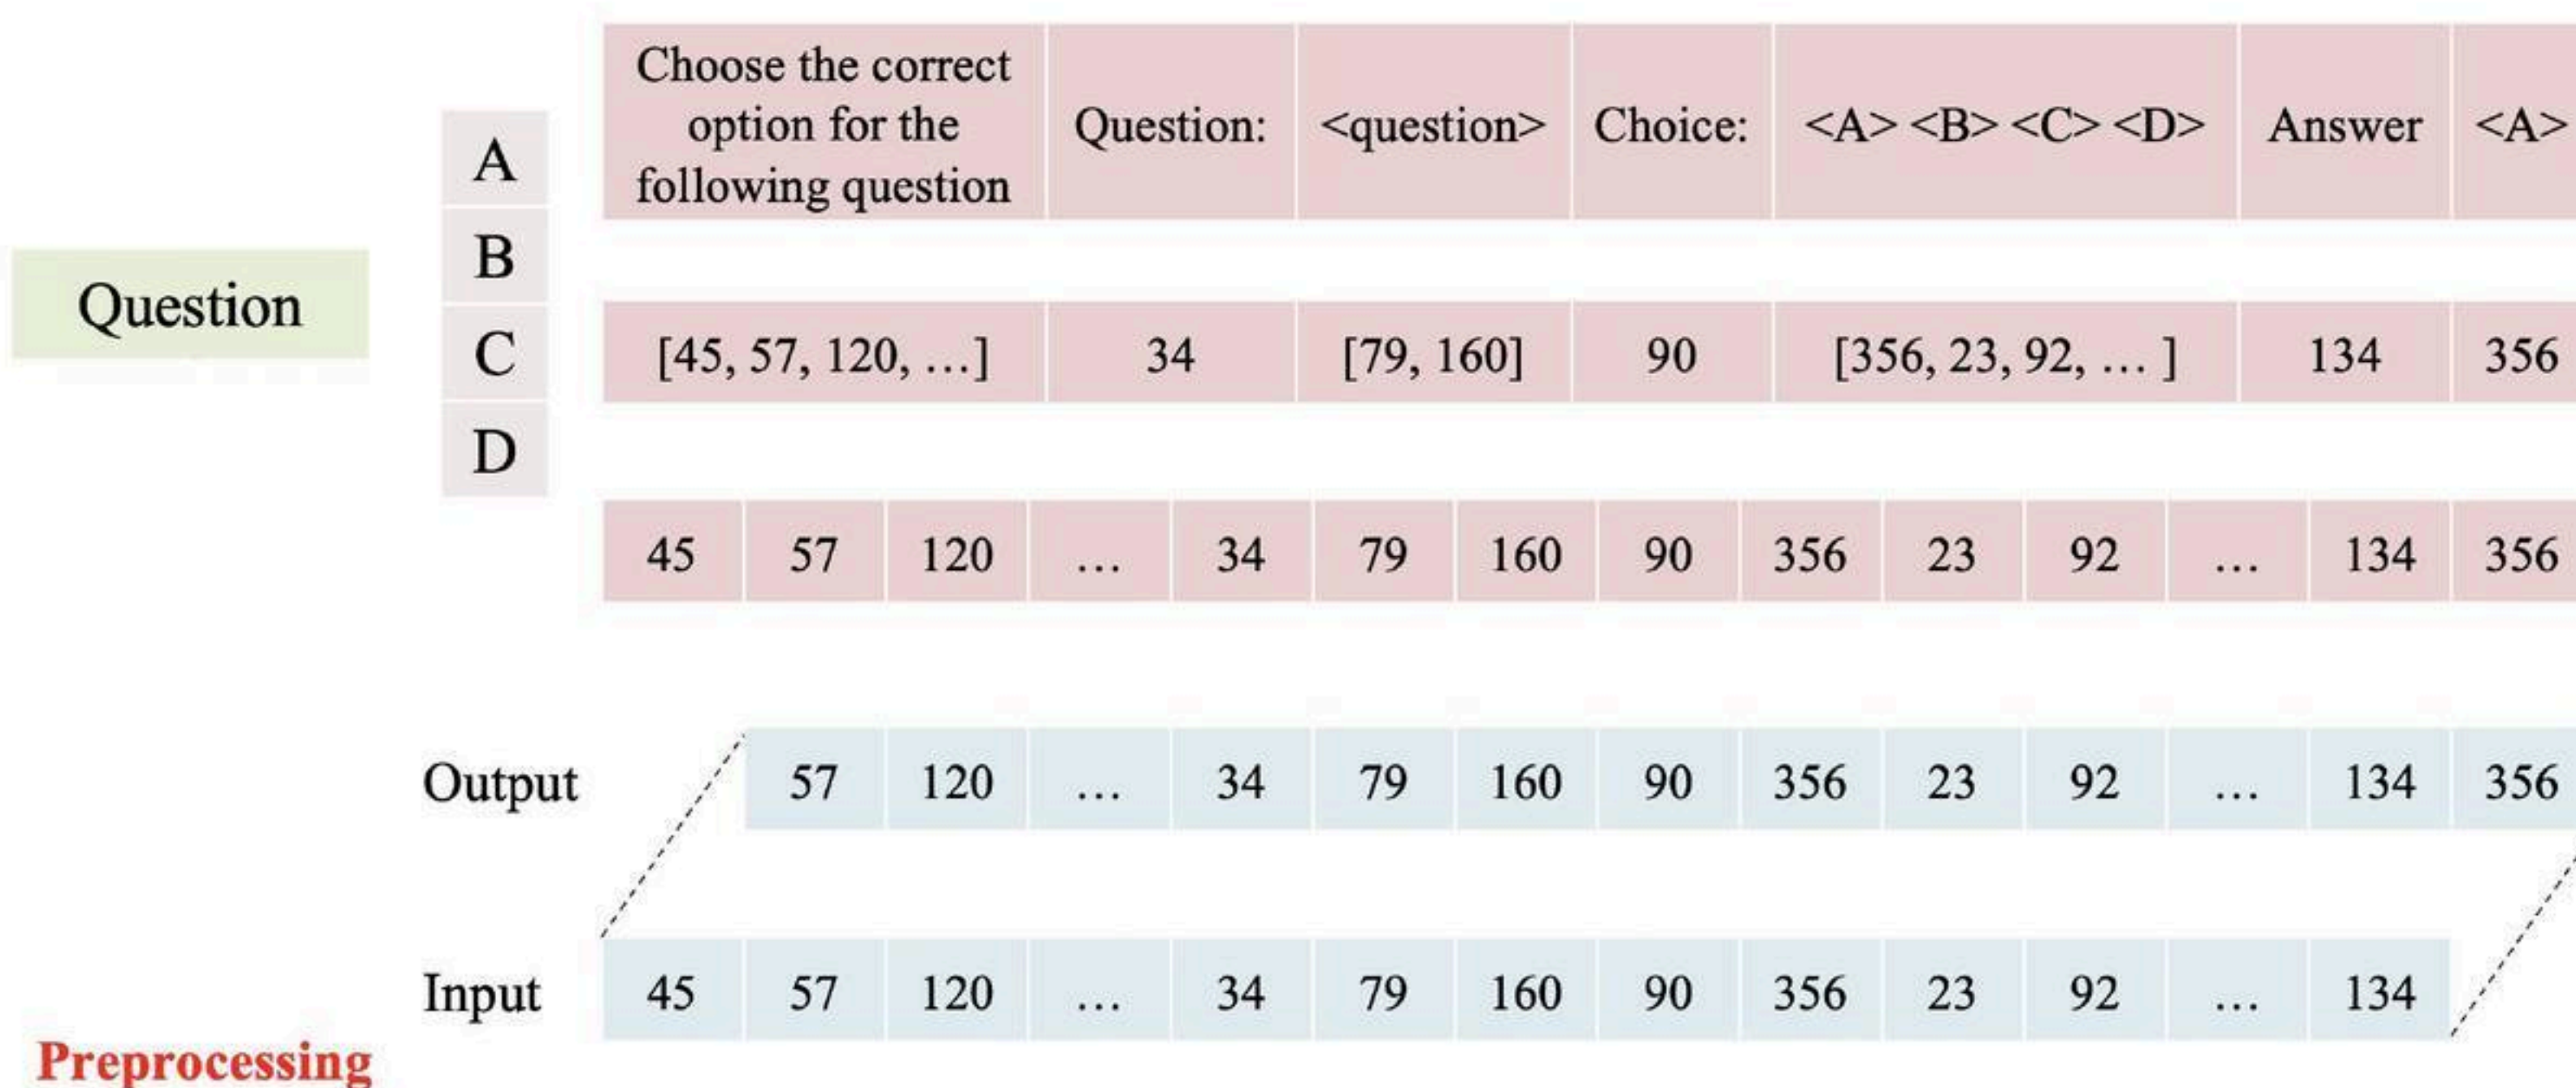 Choose the correct
option for the
following question
Question:
<question>
Choice:
<A> <B> <C> <D>
Answer
<A>
Question
A
B
C
D
[45, 57, 120, ...]
34
[79, 160]
90
[356, 23, 92, ... ]
134
356
45 57 120 ... 34 79 160 90 356 23 92 ... 134 356
Output 57 120 ... 34 79 160 90 356 23 92 ... 134 356
Input 45 57 120 ... 34 79 160 90 356 23 92 ... 134
Preprocessing